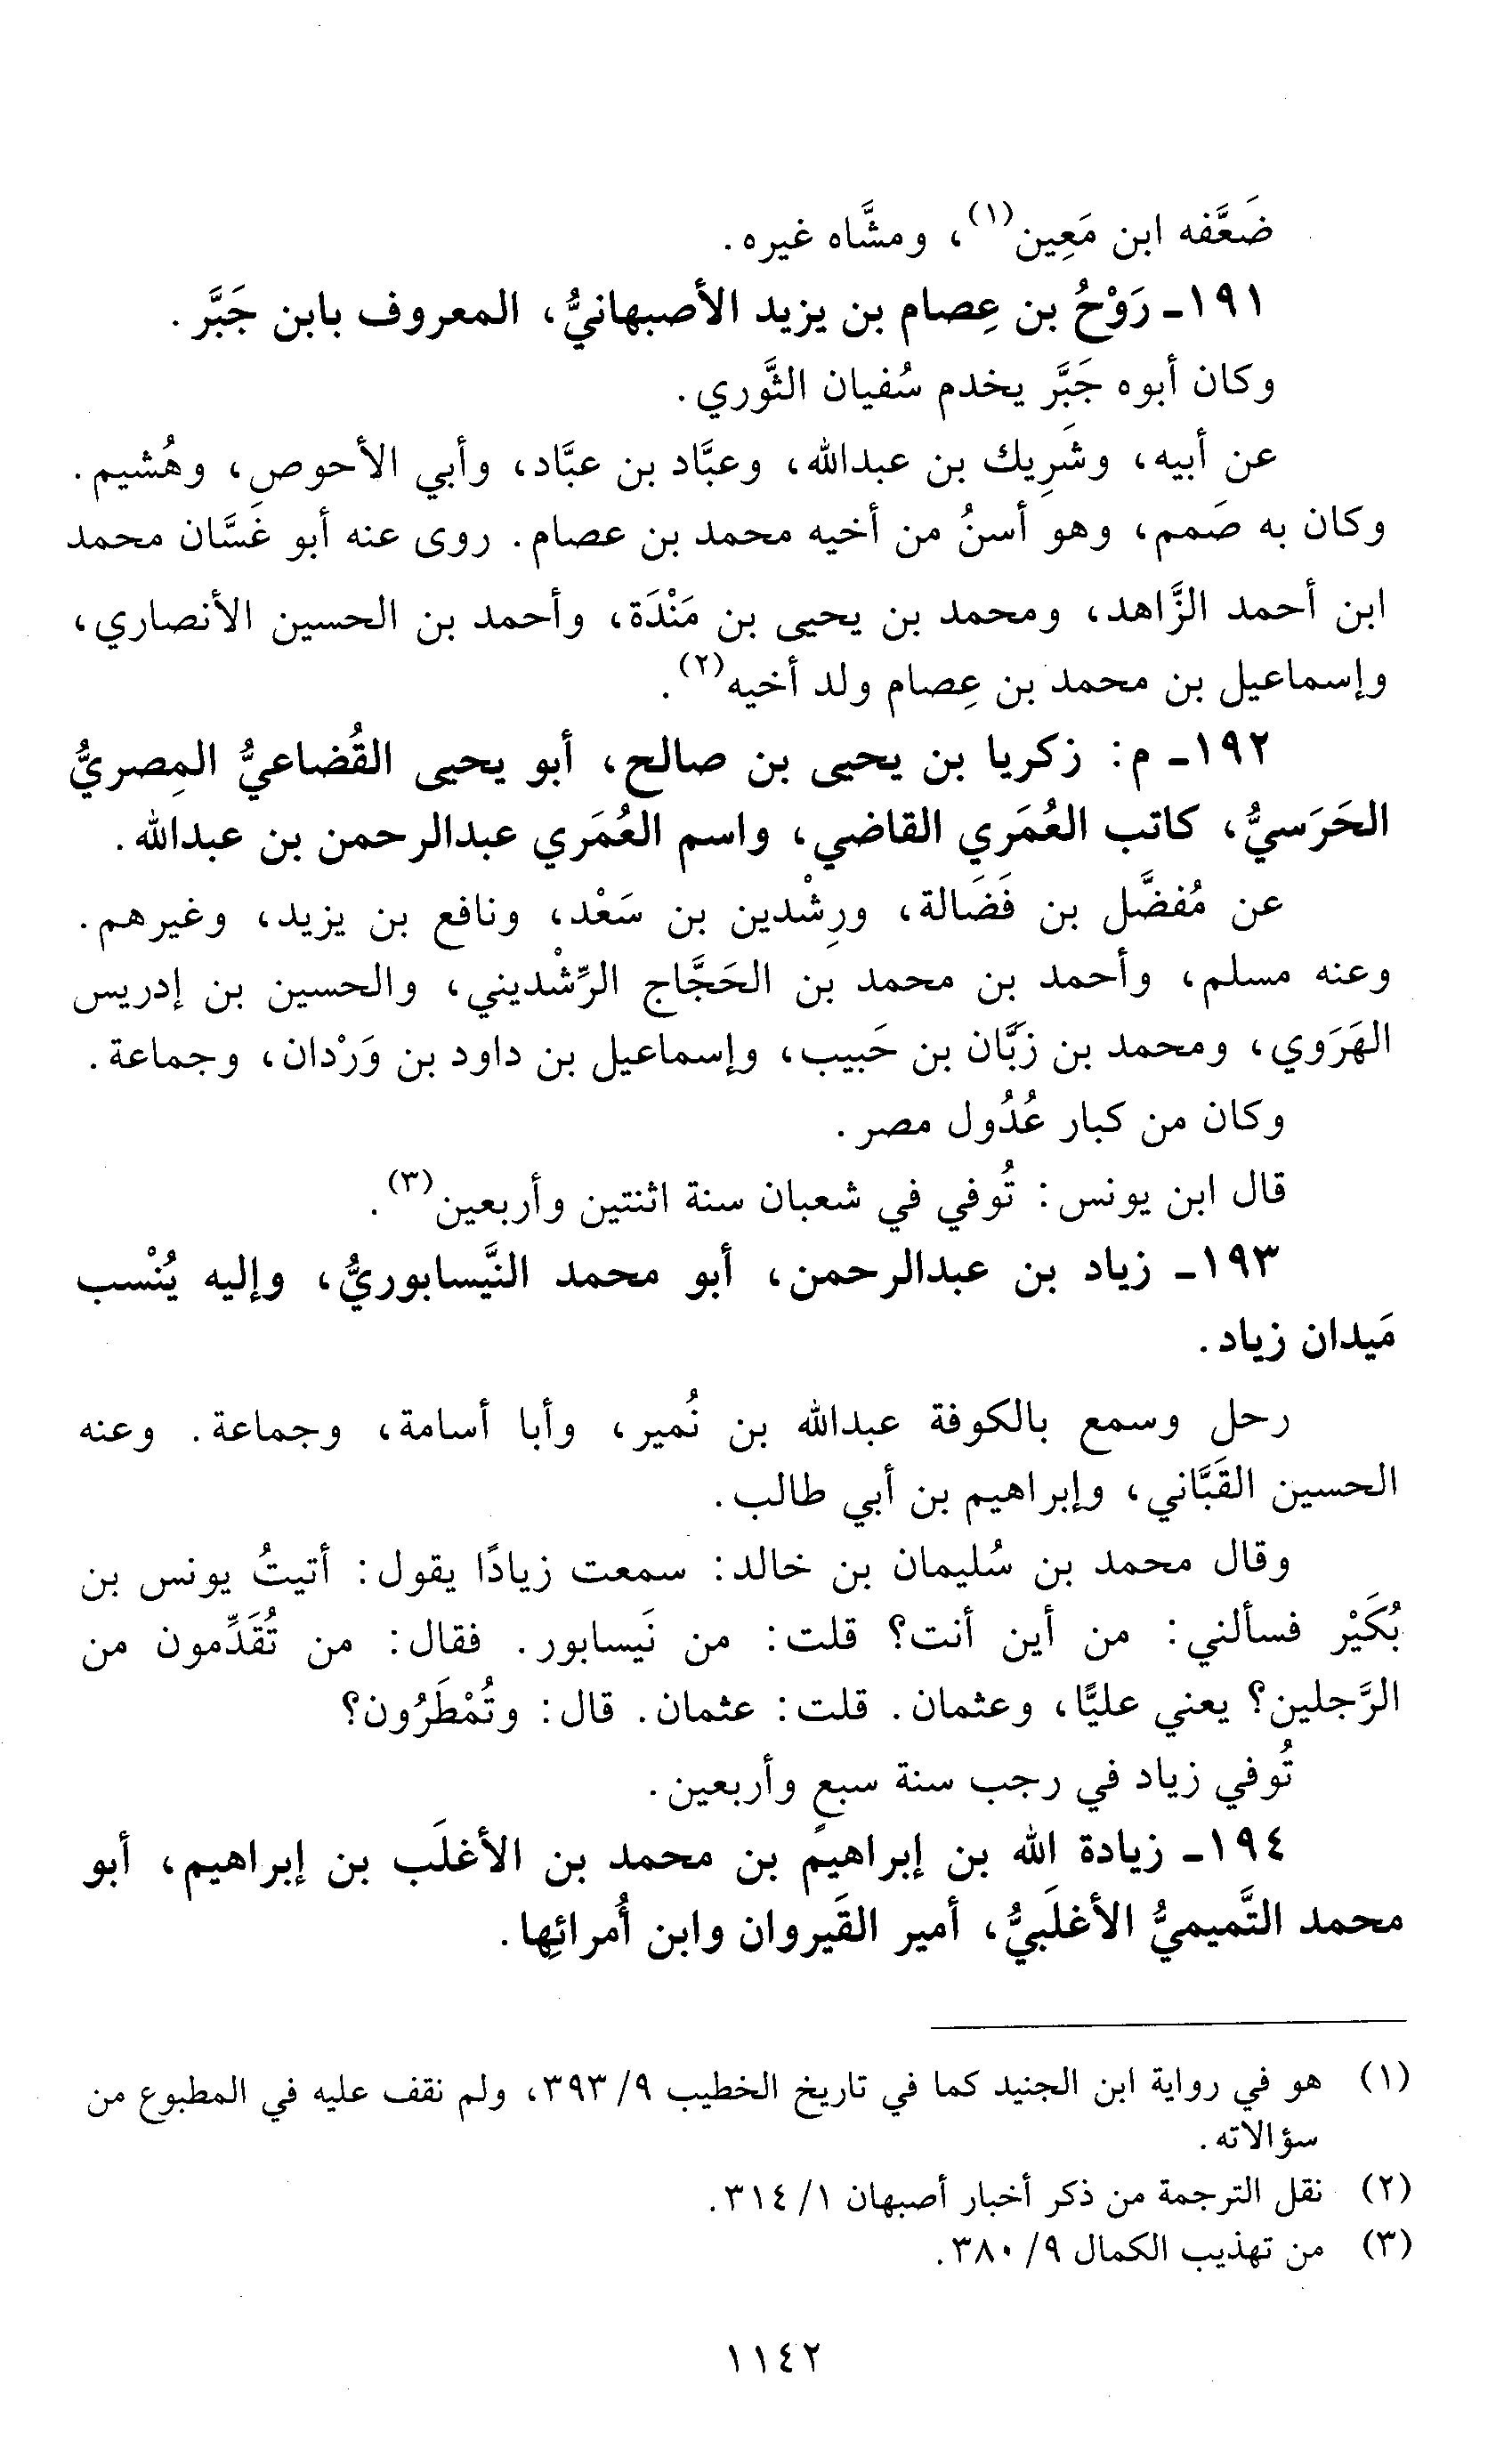 ضَعَّفه ابن مَعِين(١)، ومشَّاه غيره.
١٩١ـ رَوْحُ بن عِصام بن يزيد الأصبهانيُّ، المعروف بابن جَبَّر.
وكان أبوه جَبَّر يخدم سُفيان الثَّوري.
عن أبيه، وشَرِيك بن عبدالله، وعبَّاد بن عبَّاد، وأبي الأحوص، وهُشيم.
وكان به صَمم، وهو أسنُ من أخيه محمد بن عصام. روى عنه أبو غَسَّان محمد
ابن أحمد الزَّاهد، ومحمد بن يحيى بن مَنْدَة، وأحمد بن الحسين الأنصاري،
وإسماعيل بن محمد بن عِصام ولد أخيه(٢).
١٩٢ـ م: زكريا بن يحيى بن صالح، أبو يحيى القُضاعيُّ المِصريُّ
الحَرَسيُّ، كاتب العُمَري القاضي، واسم العُمَري عبدالرحمن بن عبدالله.
عن مُفضَّل بن فَضَالة، ورِشْدين بن سَعْد، ونافع بن يزيد، وغيرهم.
وعنه مسلم، وأحمد بن محمد بن الحَجَّاج الرِّشْديني، والحسين بن إدريس
الهَرَوي، ومحمد بن زَبَّان بن حَبيب، وإسماعيل بن داود بن وَرْدان، وجماعة.
وكان من كبار عُدُول مصر.
قال ابن يونس: تُوفي في شعبان سنة اثنتين وأربعين(٣).
١٩٣ـ زياد بن عبدالرحمن، أبو محمد النَّيسابوريُّ، وإليه يُنْسب
مَيدان زياد.
رحل وسمع بالكوفة عبدالله بن نُمير، وأبا أسامة، وجماعة. وعنه
الحسين القَبَّاني، وإبراهيم بن أبي طالب.
وقال محمد بن سُليمان بن خالد: سمعت زيادًا يقول: أتيتُ يونس بن
بُكَيْر فسألني: من أين أنت؟ قلت: من نَيسابور. فقال: من تُقَدِّمون من
الرَّجلين؟ يعني عليًّا، وعثمان. قلت: عثمان. قال: وتُمْطَرُون؟
تُوفي زياد في رجب سنة سبعٍ وأربعين.
١٩٤ـ زيادة الله بن إبراهيم بن محمد بن الأغلَب بن إبراهيم، أبو
محمد التَّميميُّ الأغلَبيُّ، أمير القَيروان وابن أُمرائِها.
(١) هو في رواية ابن الجنيد كما في تاريخ الخطيب ٩/ ٣٩٣، ولم نقف عليه في المطبوع من
سؤالاته.
(٢) نقل الترجمة من ذكر أخبار أصبهان ١/ ٣١٤.
(٣) من تهذيب الكمال ٩/ ٣٨٠.
١١٤٢